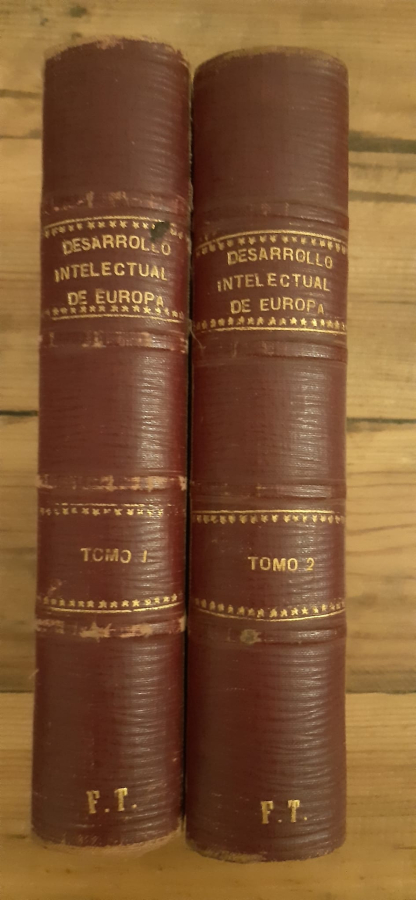 DESARROLLO
INTELECTUAL
DE EUROPA
TOMO 1
F.T.
DESARROLLO
INTELECTUAL
DE EUROPA
TOMO 2
F.T.